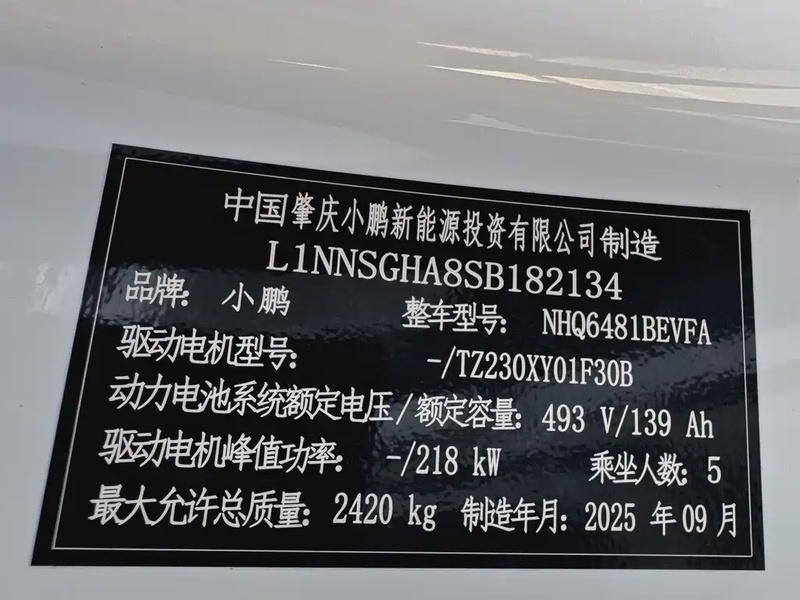 中国肇庆小鹏新能源投资有限公司制造
L1NNSGHA8SB182134
品牌: 小鹏 整车型号: NHQ6481BEVFA
驱动电机型号: -/TZ230XY01F30B
动力电池系统额定电压/额定容量: 493 V/139 Ah
驱动电机峰值功率: -/218 kW 乘坐人数: 5
最大允许总质量: 2420 kg 制造年月: 2025 年 09 月